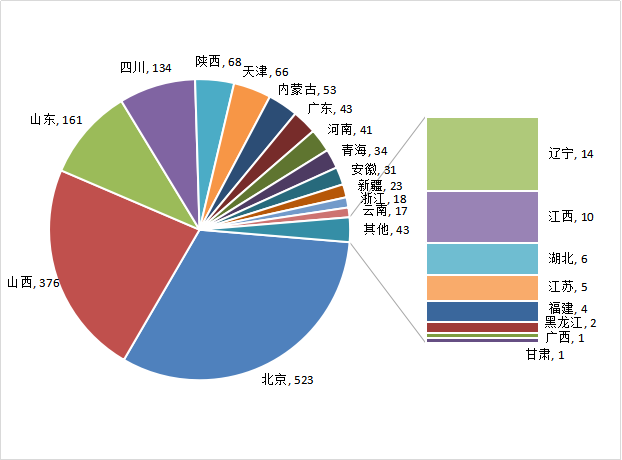 陕西, 68
四川, 134
天津, 66
内蒙古, 53
广东, 43
山东, 161
河南, 41
青海, 34
安徽, 31
新疆, 23
浙江, 18
云南, 17
其他, 43
山西, 376
北京, 523
辽宁, 14
江西, 10
湖北, 6
江苏, 5
福建, 4
黑龙江, 2
广西, 1
甘肃, 1